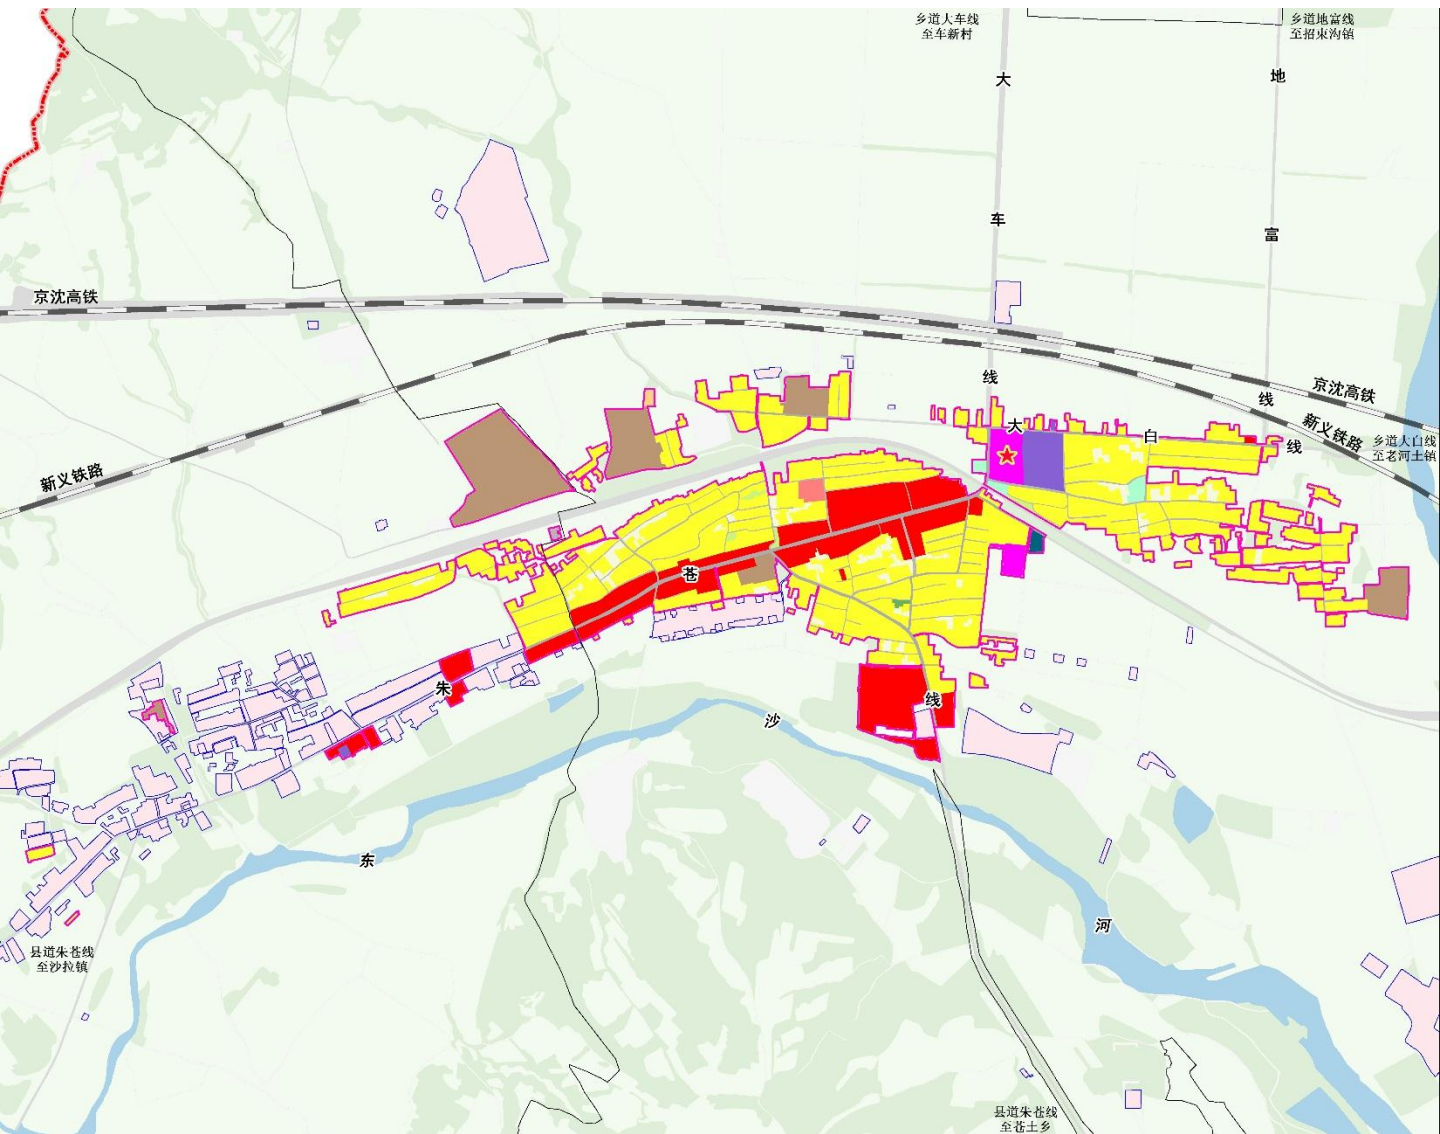 乡道大车线
至车新村
乡道地富线
至招束沟镇
大
地
车
富
京沈高铁
线
京沈高铁
线
大
白
新义铁路
线
乡道大白线
至老河土镇
新义铁路
苍
朱
线
沙
东
河
县道朱苍线
至沙拉镇
县道朱苍线
至苍土乡